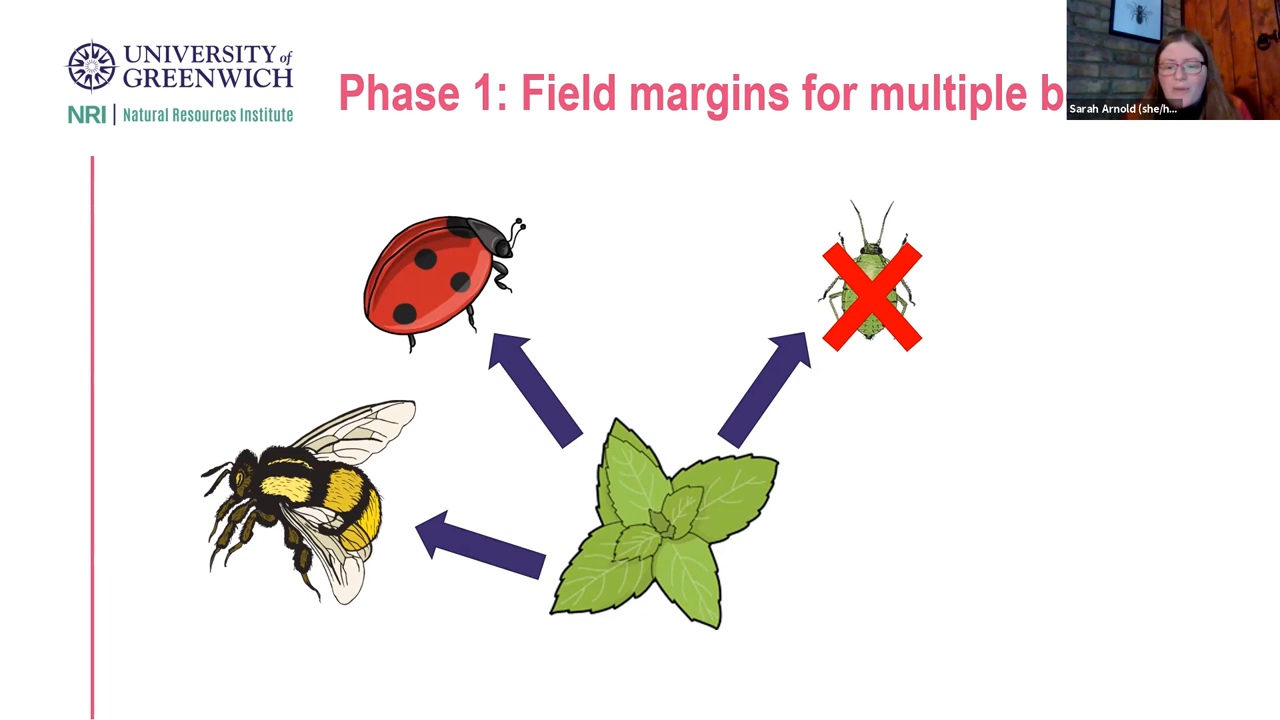 UNIVERSITY of
GREENWICH
NRI | Natural Resources Institute
Phase 1: Field margins for multiple b
Sarah Arnold (she/h...